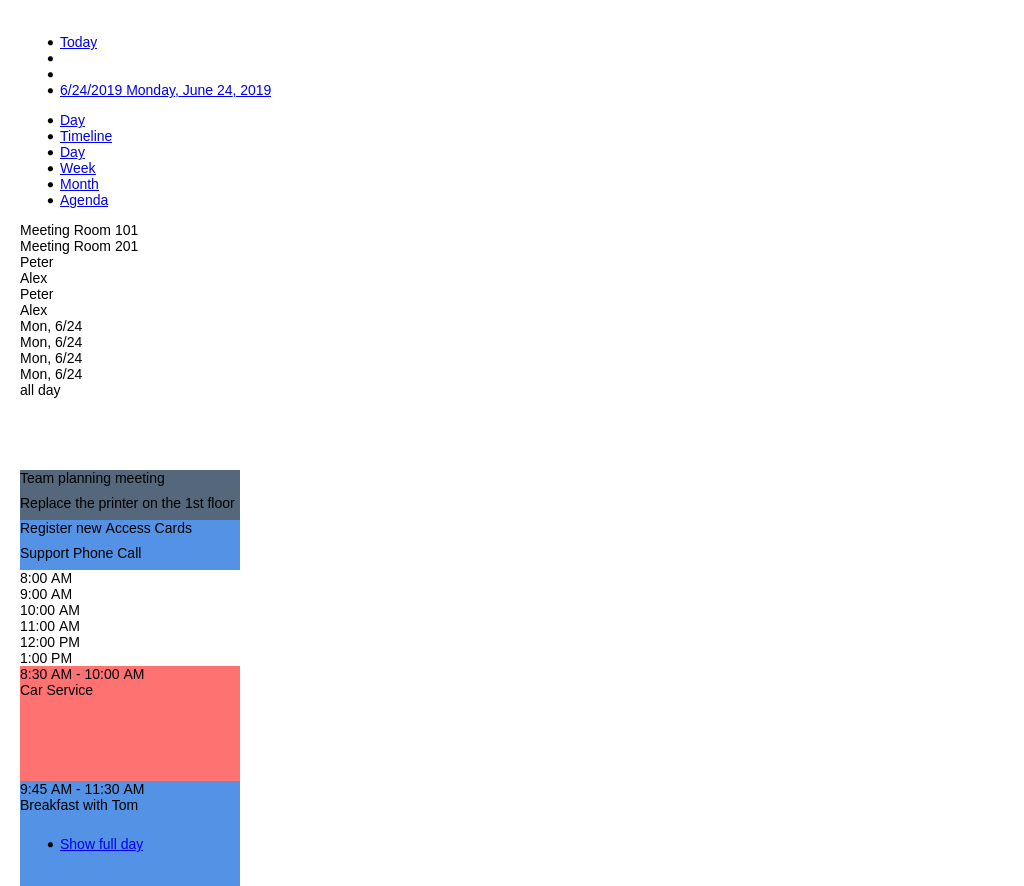 Today
6/24/2019 Monday, June 24, 2019
Day
Timeline
Day
Week
Month
Agenda
Meeting Room 101
Meeting Room 201
Peter
Alex
Peter
Alex
Mon, 6/24
Mon, 6/24
Mon, 6/24
Mon, 6/24
all day
Team planning meeting
Replace the printer on the 1st floor
Register new Access Cards
Support Phone Call
8:00 AM
9:00 AM
10:00 AM
11:00 AM
12:00 PM
1:00 PM
8:30 AM - 10:00 AM
Car Service
9:45 AM - 11:30 AM
Breakfast with Tom
Show full day